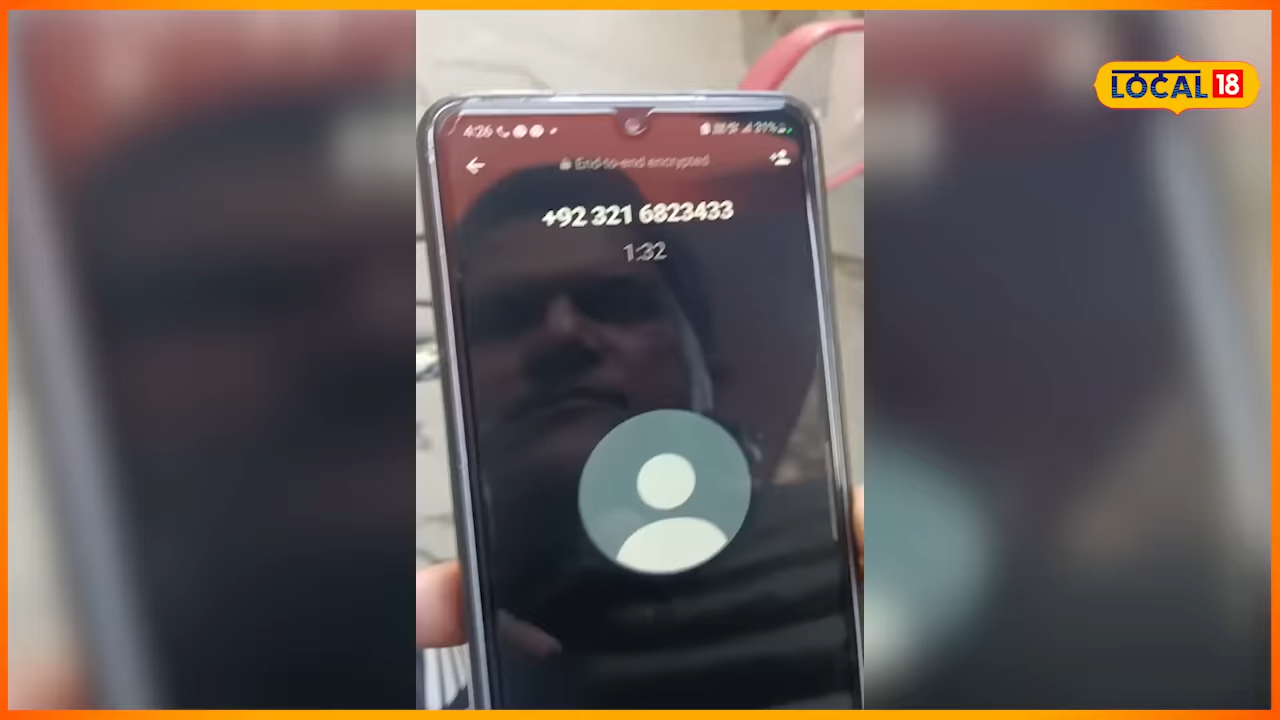 LOCAL 18
4:26
End-to-end encrypted
+92 321 6823433
1:32